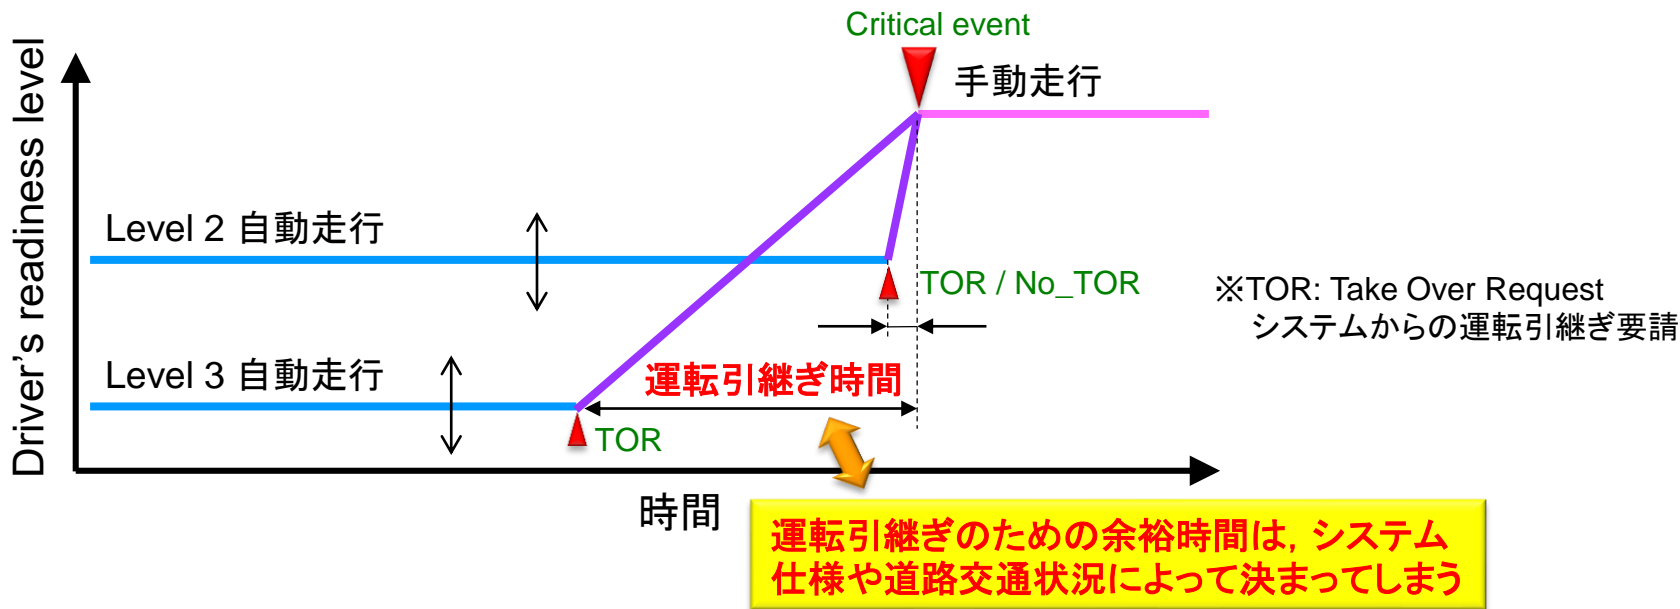 Critical event
手動走行
Driver's readiness level
Level 2 自動走行
TOR / No_TOR
※TOR: Take Over Request
システムからの運転引継ぎ要請
Level 3 自動走行
運転引継ぎ時間
TOR
時間
運転引継ぎのための余裕時間は, システム
仕様や道路交通状況によって決まってしまう